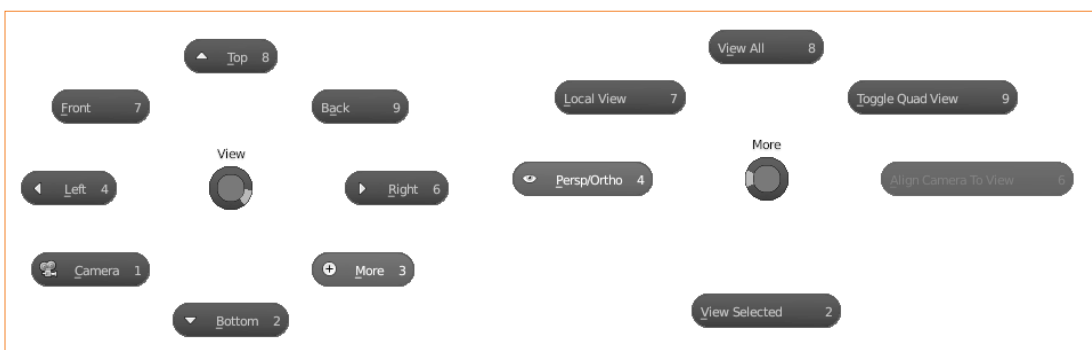 Top 8
Front 7
Back 9
View
Left 4
Right 6
Camera 1
More 3
Bottom 2
View All 8
Local View 7
Toggle Quad View 9
More
Persp/Ortho 4
Align Camera To View 6
View Selected 2